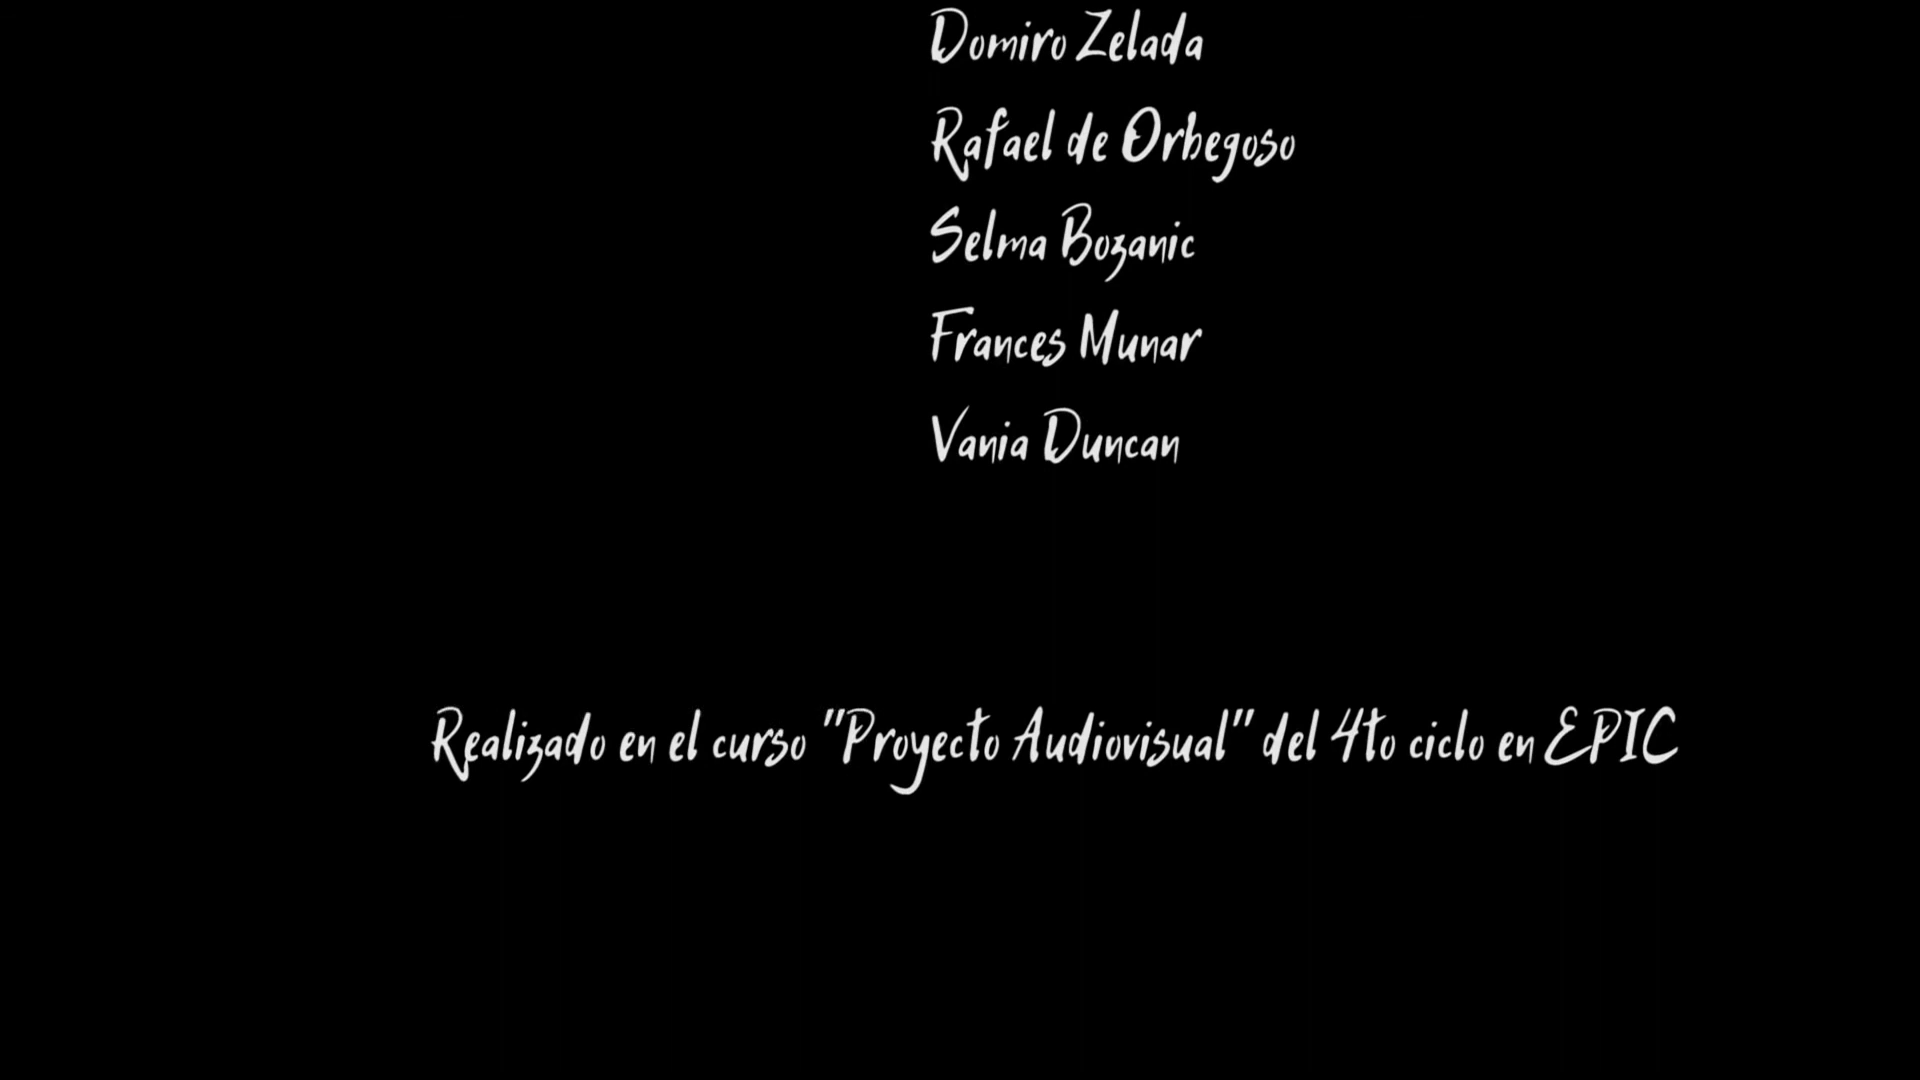 Domiro Zelada
Rafael de Orbegoso
Selma Bozanic
Frances Munar
Vania Duncan
Realizado en el curso "Proyecto Audiovisual" del 4to ciclo en EPIC